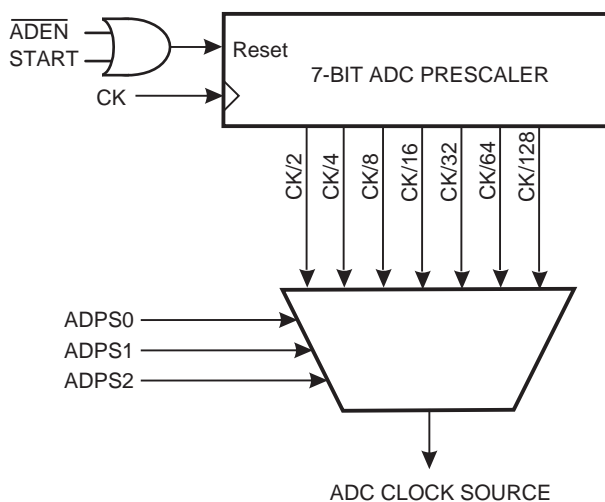 ADEN
START
Reset
7-BIT ADC PRESCALER
CK
CK/2
CK/4
CK/8
CK/16
CK/32
CK/64
CK/128
ADPS0
ADPS1
ADPS2
ADC CLOCK SOURCE